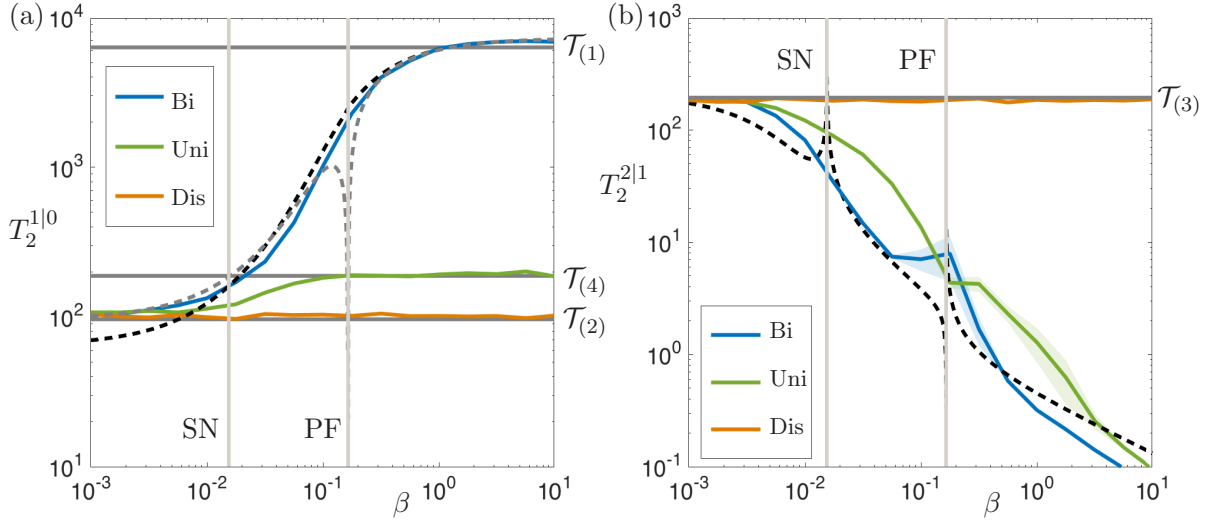 (a)
10^4
10^3
T_2^{1|0}
10^2
10^1
Bi
Uni
Dis
SN
PF
𝒯_(1)
𝒯_(4)
𝒯_(2)
10^-3
10^-2
10^-1
10^0
10^1
β
(b)
10^3
10^2
T_2^{2|1}
10^1
10^0
10^-1
SN
PF
𝒯_(3)
Bi
Uni
Dis
10^-3
10^-2
10^-1
10^0
10^1
β